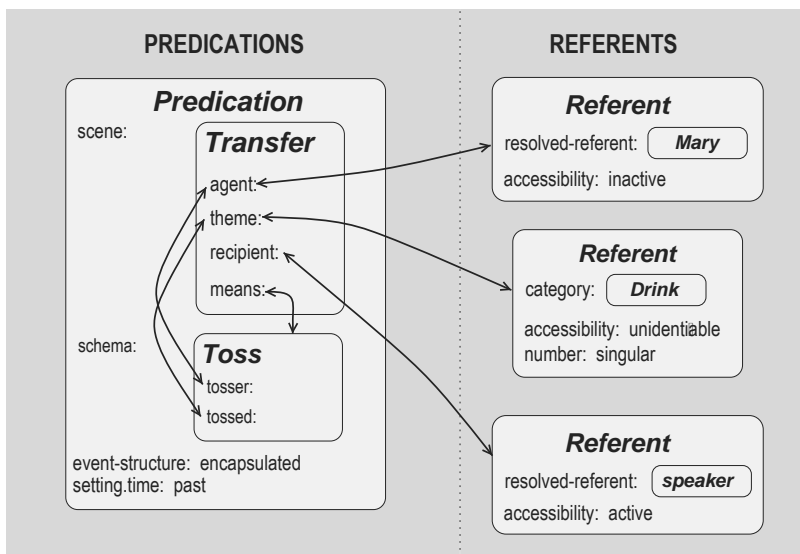 PREDICATIONS
REFERENTS
Predication
scene:
Transfer
agent:
theme:
recipient:
means:
schema:
Toss
tosser:
tossed:
event-structure: encapsulated
setting.time: past
Referent
resolved-referent: Mary
accessibility: inactive
Referent
category: Drink
accessibility: unidentiable
number: singular
Referent
resolved-referent: speaker
accessibility: active